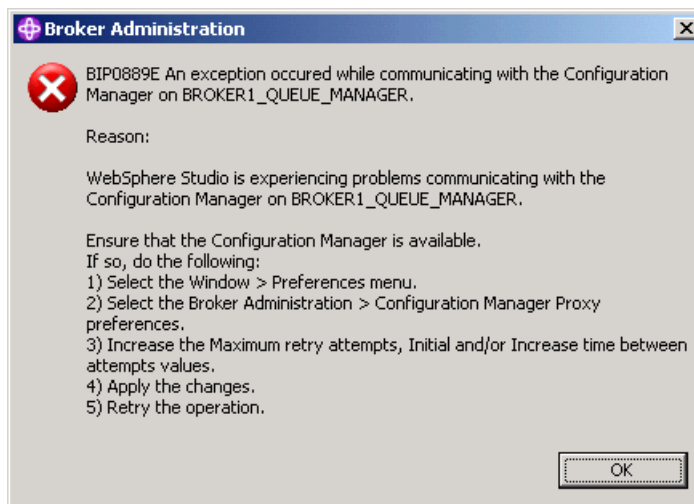 Broker Administration
BIP0889E An exception occured while communicating with the Configuration
Manager on BROKER1_QUEUE_MANAGER.
Reason:
WebSphere Studio is experiencing problems communicating with the
Configuration Manager on BROKER1_QUEUE_MANAGER.
Ensure that the Configuration Manager is available.
If so, do the following:
1) Select the Window > Preferences menu.
2) Select the Broker Administration > Configuration Manager Proxy
preferences.
3) Increase the Maximum retry attempts, Initial and/or Increase time between
attempts values.
4) Apply the changes.
5) Retry the operation.
OK